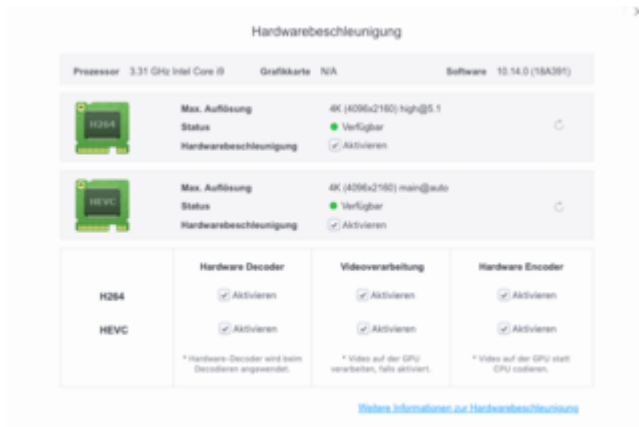 Hardwarebeschleunigung
Prozessor 3.31 GHz Intel Core i9 Grafikkarte N/A Software 10.14.0 (18A391)
H264
Max. Auflösung 4K (4096x2160) high@5.1
Status Verfügbar
Hardwarebeschleunigung Aktivieren
HEVC
Max. Auflösung 4K (4096x2160) main@auto
Status Verfügbar
Hardwarebeschleunigung Aktivieren
Hardware Decoder Videoverarbeitung Hardware Encoder
H264 Aktivieren Aktivieren Aktivieren
HEVC Aktivieren Aktivieren Aktivieren
* Hardware-Decoder wird beim * Video auf der GPU * Video auf der GPU statt
Decodieren angewendet. verarbeiten, falls aktiviert. CPU codieren.
Weitere Informationen zur Hardwarebeschleunigung